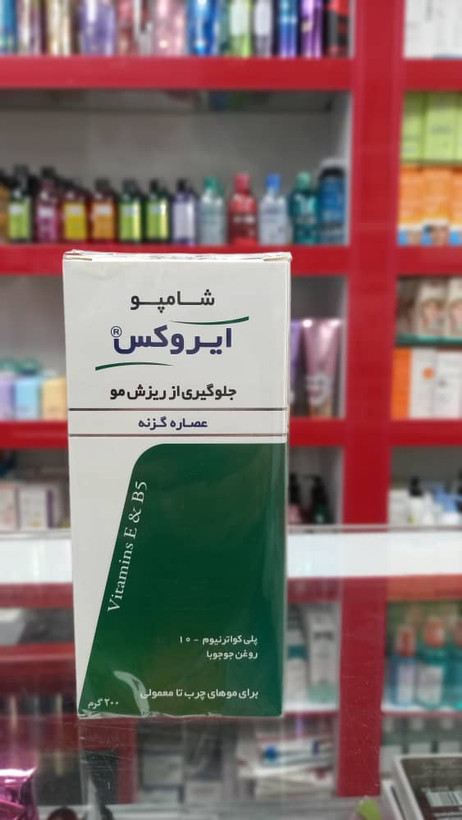 شامپو
ایروکس®
جلوگیری از ریزش مو
عصاره گزنه
Vitamins E & B5
پلی کواترنیوم - ۱۰
روغن جوجوبا
برای موهای چرب تا معمولی
۲۰۰ گرم